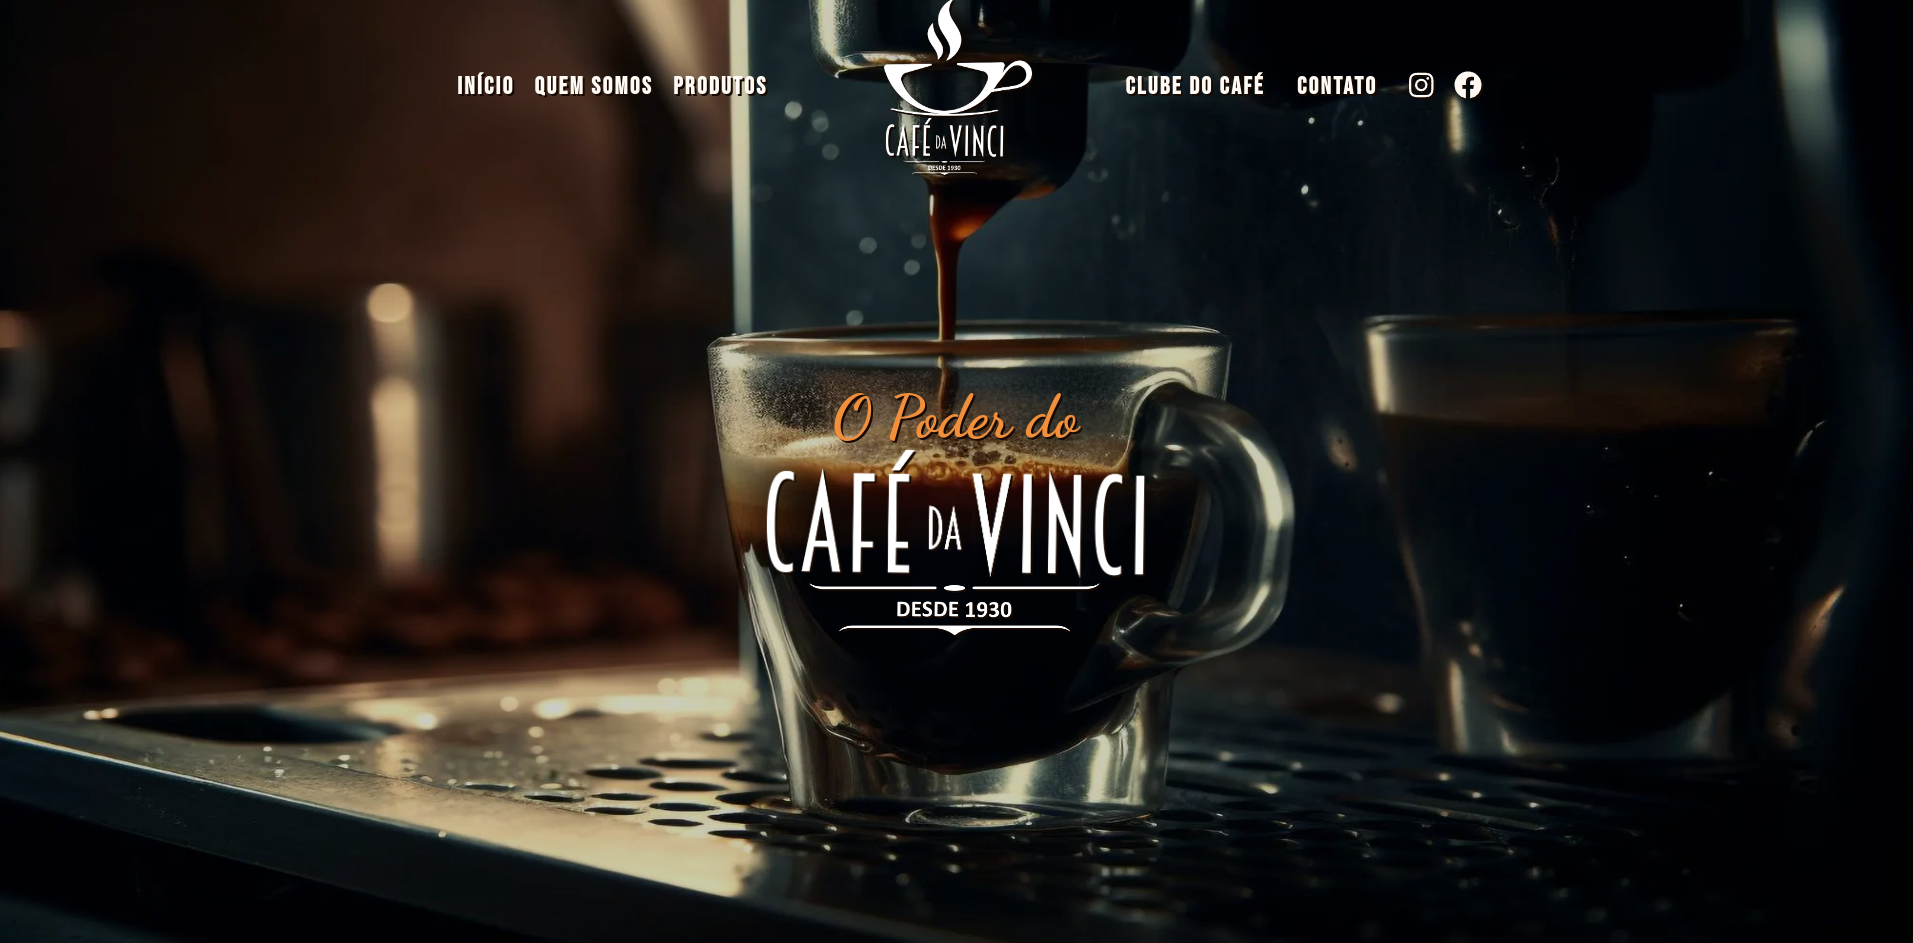 INÍCIO QUEM SOMOS PRODUTOS CLUBE DO CAFÉ CONTATO
CAFÉ DA VINCI
DESDE 1930
O Poder do
CAFÉ DA VINCI
DESDE 1930